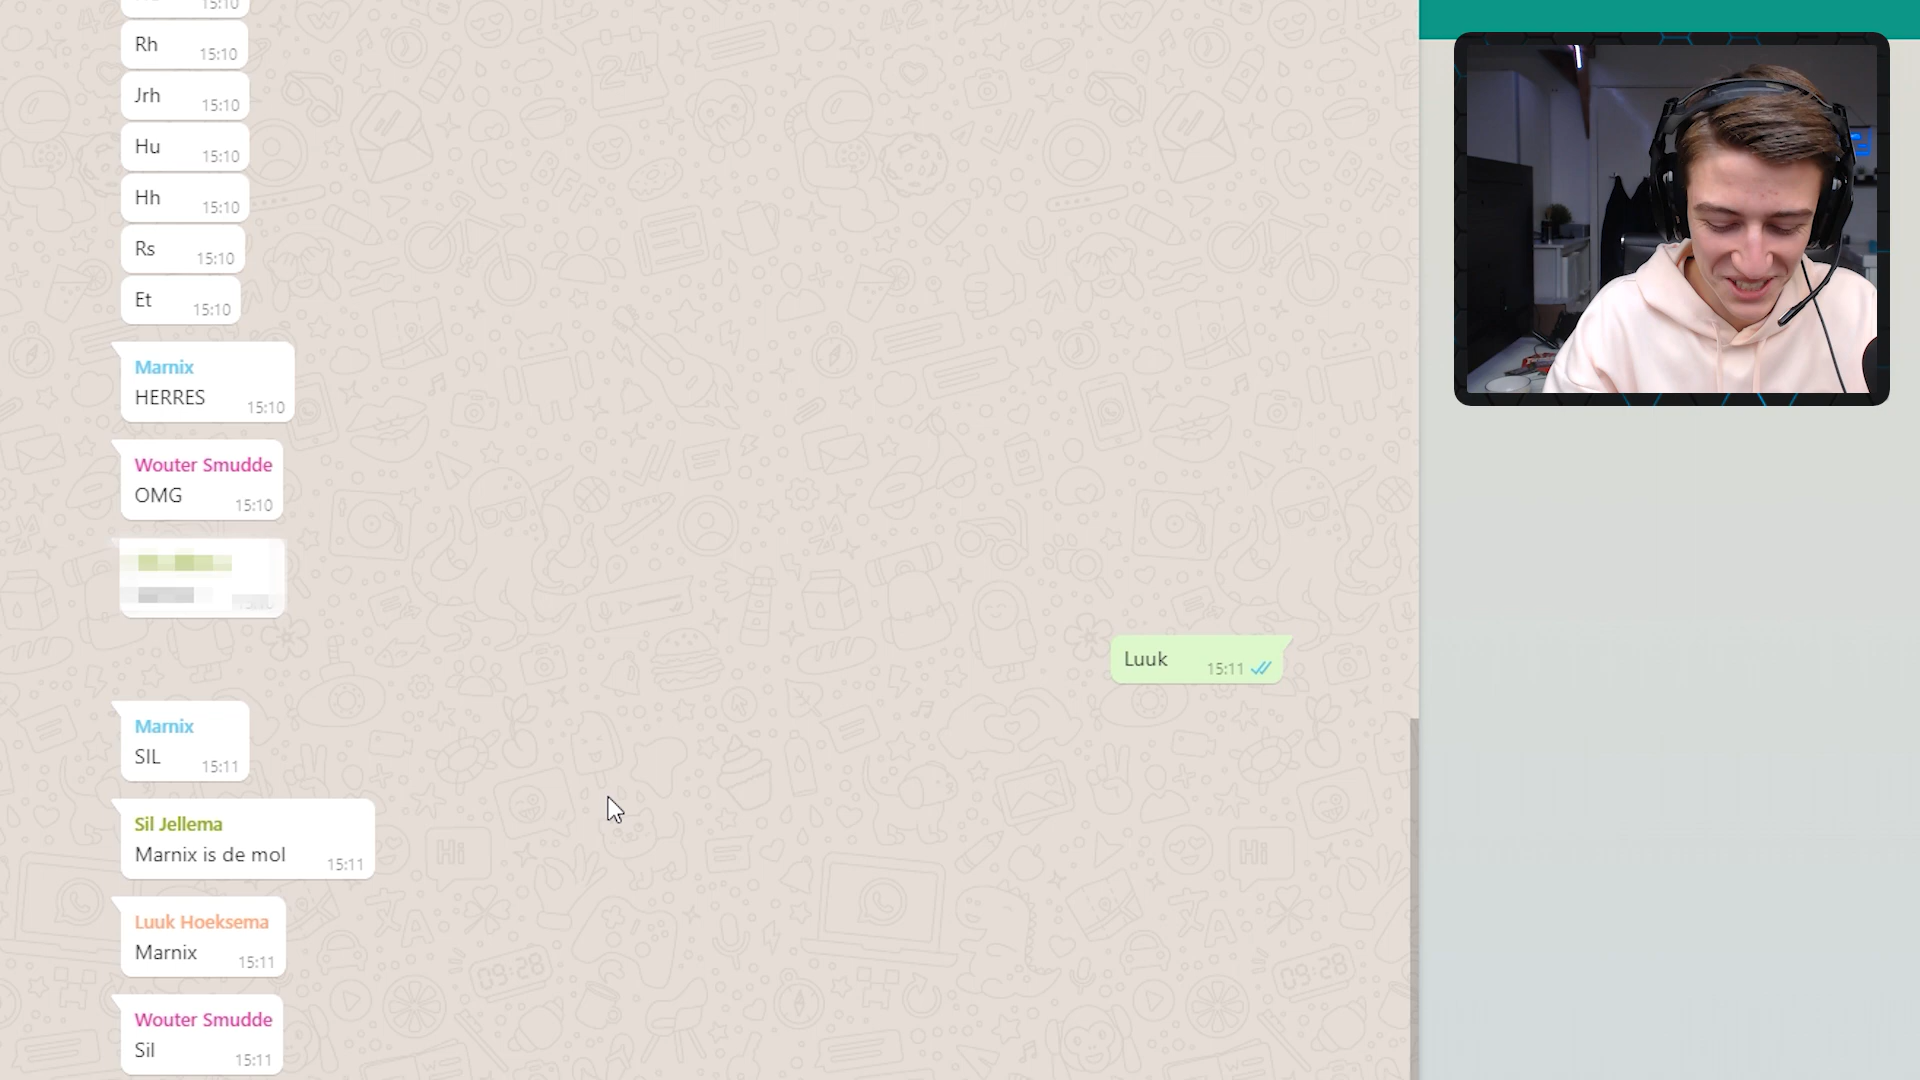 15:10
Rh
15:10
Jrh
15:10
Hu
15:10
Hh
15:10
Rs
15:10
Et
15:10
Marnix
HERRES
15:10
Wouter Smudde
OMG
15:10
Luuk
15:11
Marnix
SIL
15:11
Sil Jellema
Marnix is de mol
15:11
Luuk Hoeksema
Marnix
15:11
Wouter Smudde
Sil
15:11